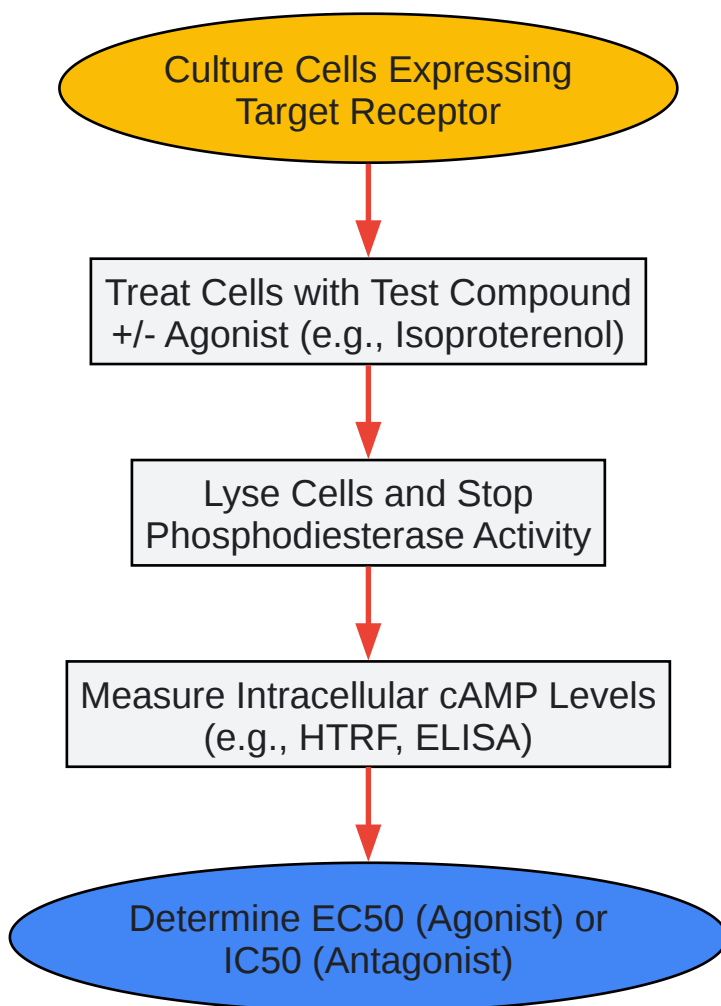 Culture Cells Expressing
Target Receptor
Treat Cells with Test Compound
+/- Agonist (e.g., Isoproterenol)
Lyse Cells and Stop
Phosphodiesterase Activity
Measure Intracellular cAMP Levels
(e.g., HTRF, ELISA)
Determine EC50 (Agonist) or
IC50 (Antagonist)